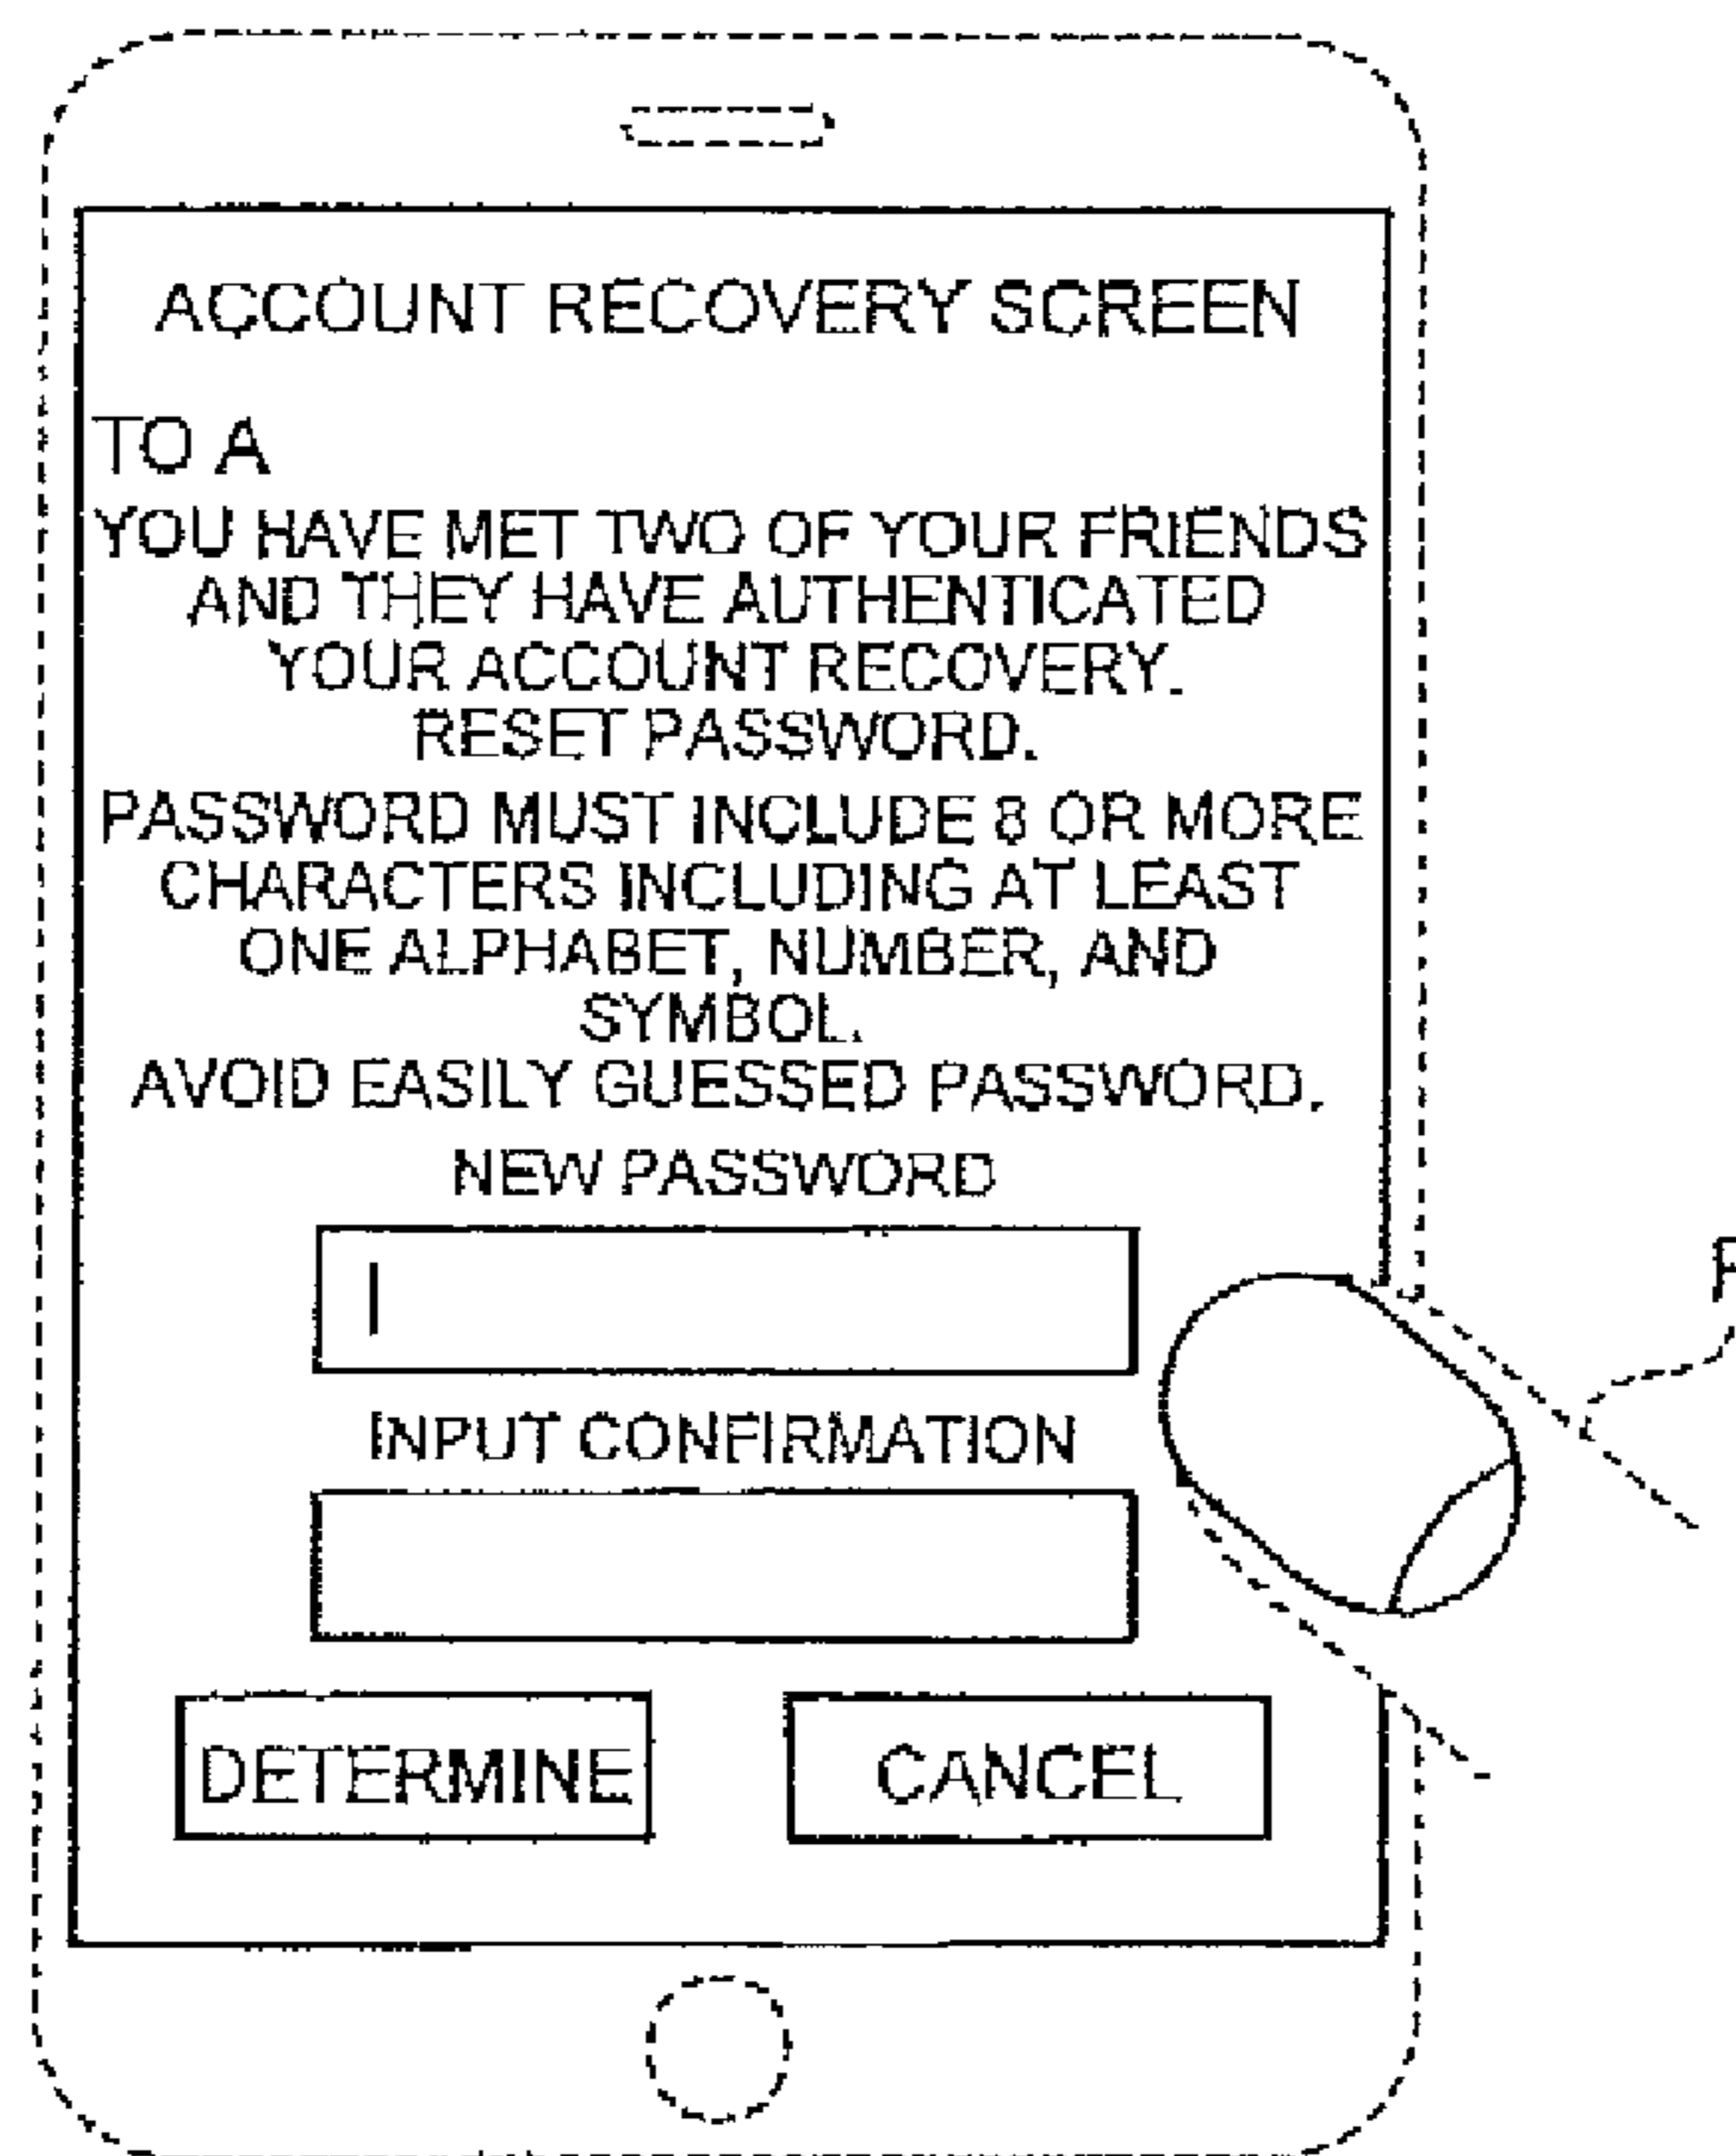 ACCOUNT RECOVERY SCREEN
TO A
YOU HAVE MET TWO OF YOUR FRIENDS
AND THEY HAVE AUTHENTICATED
YOUR ACCOUNT RECOVERY.
RESET PASSWORD.
PASSWORD MUST INCLUDE 8 OR MORE
CHARACTERS INCLUDING AT LEAST
ONE ALPHABET, NUMBER, AND
SYMBOL.
AVOID EASILY GUESSED PASSWORD.
NEW PASSWORD
INPUT CONFIRMATION
DETERMINE CANCEL